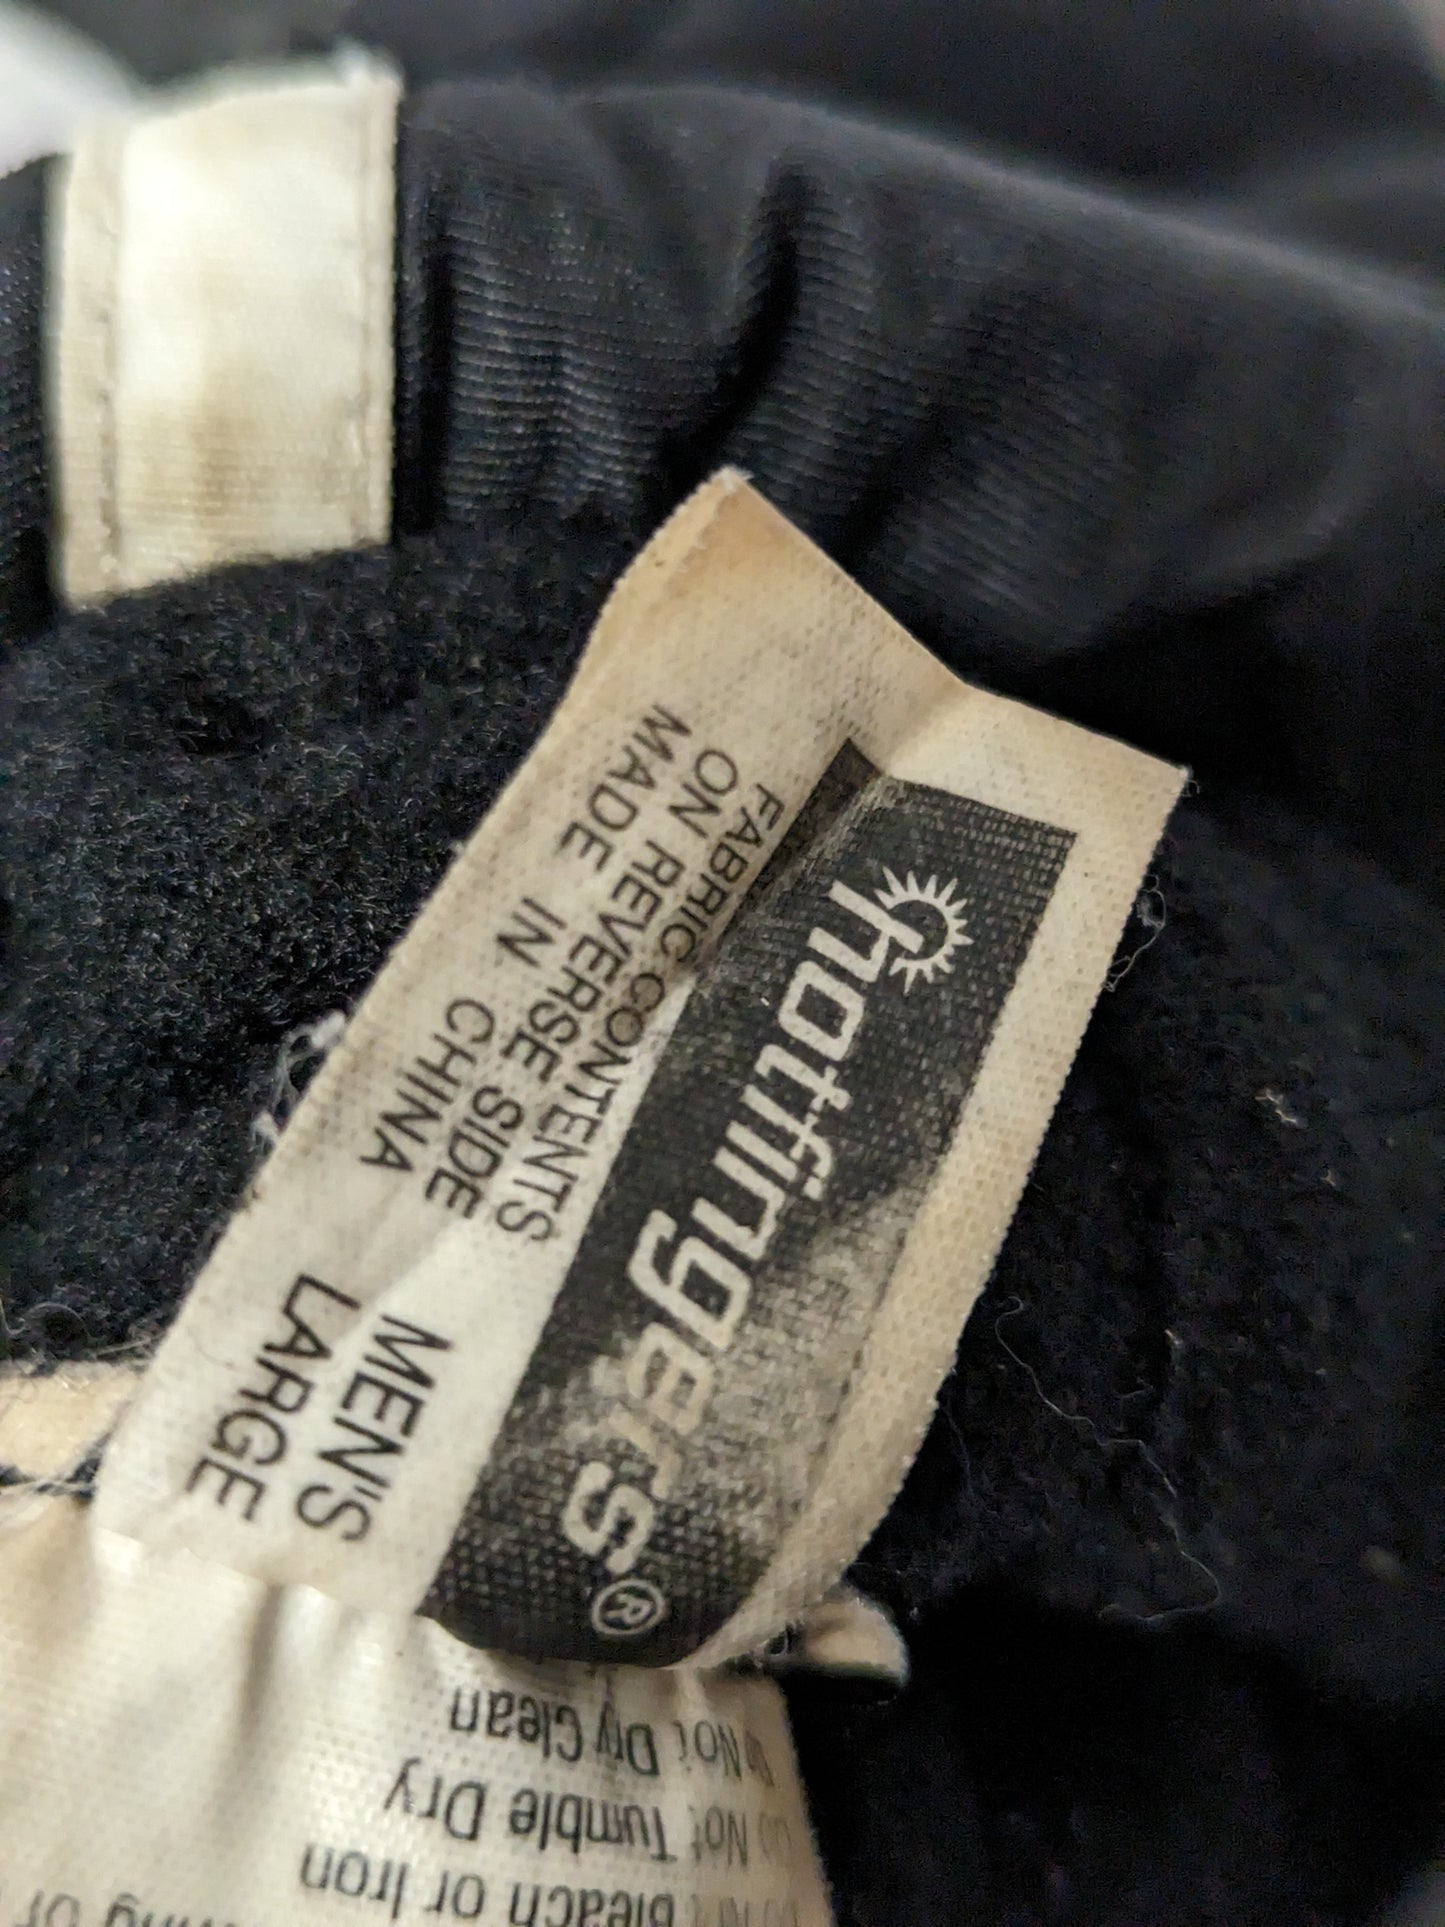 hotfingers®
FABRIC CONTENTS
ON REVERSE SIDE
MADE IN CHINA
MEN'S
LARGE
Bleach or Iron
Not Tumble Dry
Not Dry Clean